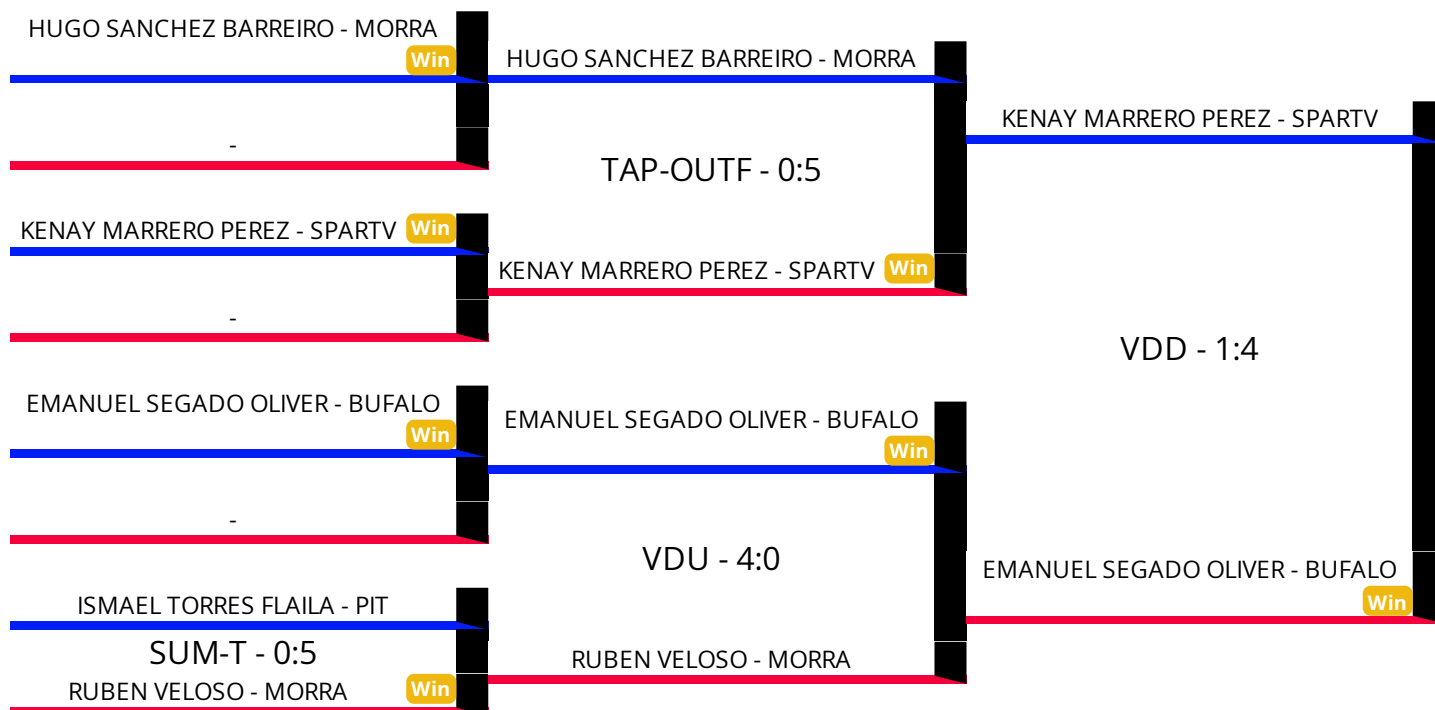 HUGO SANCHEZ BARREIRO - MORRA
Win
-
KENAY MARRERO PEREZ - SPARTV Win
-
EMANUEL SEGADO OLIVER - BUFALO
Win
-
ISMAEL TORRES FLAILA - PIT
SUM-T - 0:5
RUBEN VELOSO - MORRA Win
HUGO SANCHEZ BARREIRO - MORRA
TAP-OUTF - 0:5
KENAY MARRERO PEREZ - SPARTV Win
EMANUEL SEGADO OLIVER - BUFALO
Win
VDU - 4:0
RUBEN VELOSO - MORRA
KENAY MARRERO PEREZ - SPARTV
VDD - 1:4
EMANUEL SEGADO OLIVER - BUFALO
Win